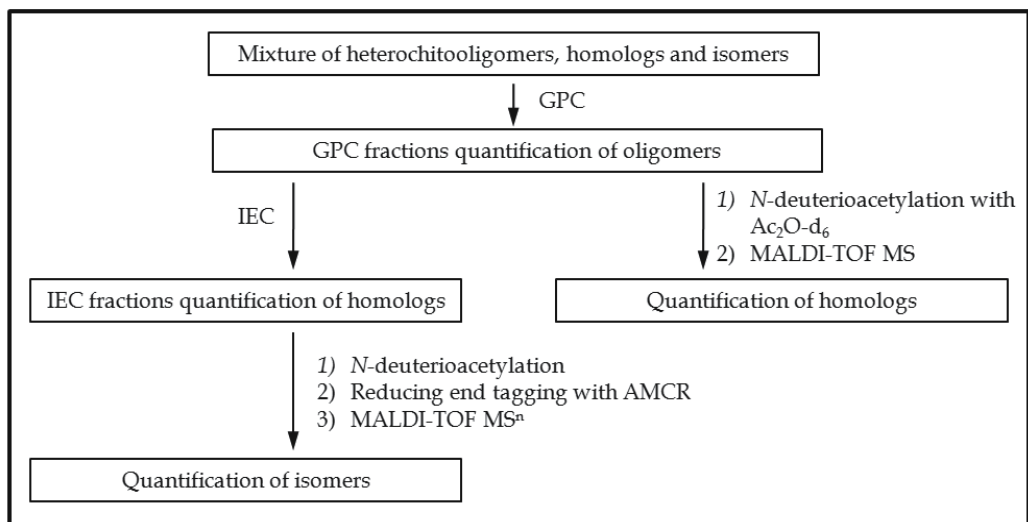 Mixture of heterochitooligomers, homologs and isomers
GPC
GPC fractions quantification of oligomers
IEC
1) N-deuterioacetylation with
Ac₂O-d₆
2) MALDI-TOF MS
IEC fractions quantification of homologs
Quantification of homologs
1) N-deuterioacetylation
2) Reducing end tagging with AMCR
3) MALDI-TOF MSⁿ
Quantification of isomers